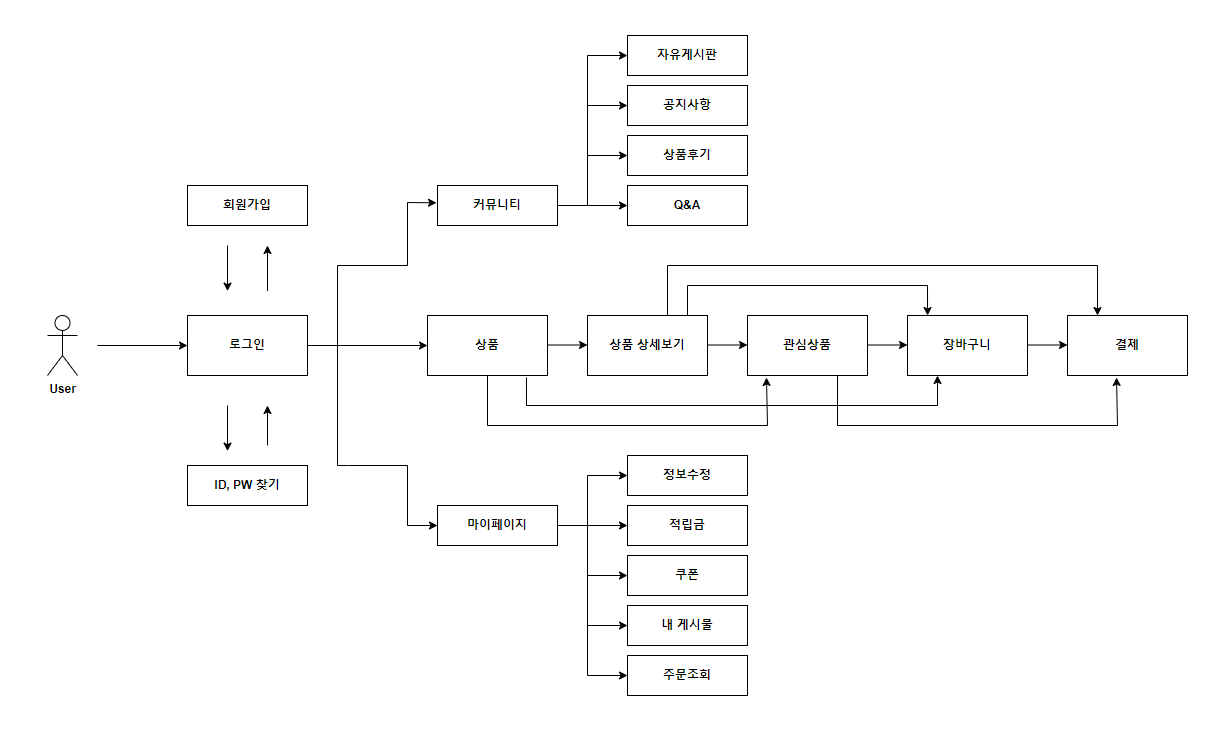 자유게시판
공지사항
상품후기
회원가입
커뮤니티
Q&A
로그인
상품
상품 상세보기
관심상품
장바구니
결제
User
ID, PW 찾기
정보수정
마이페이지
적립금
쿠폰
내 게시물
주문조회